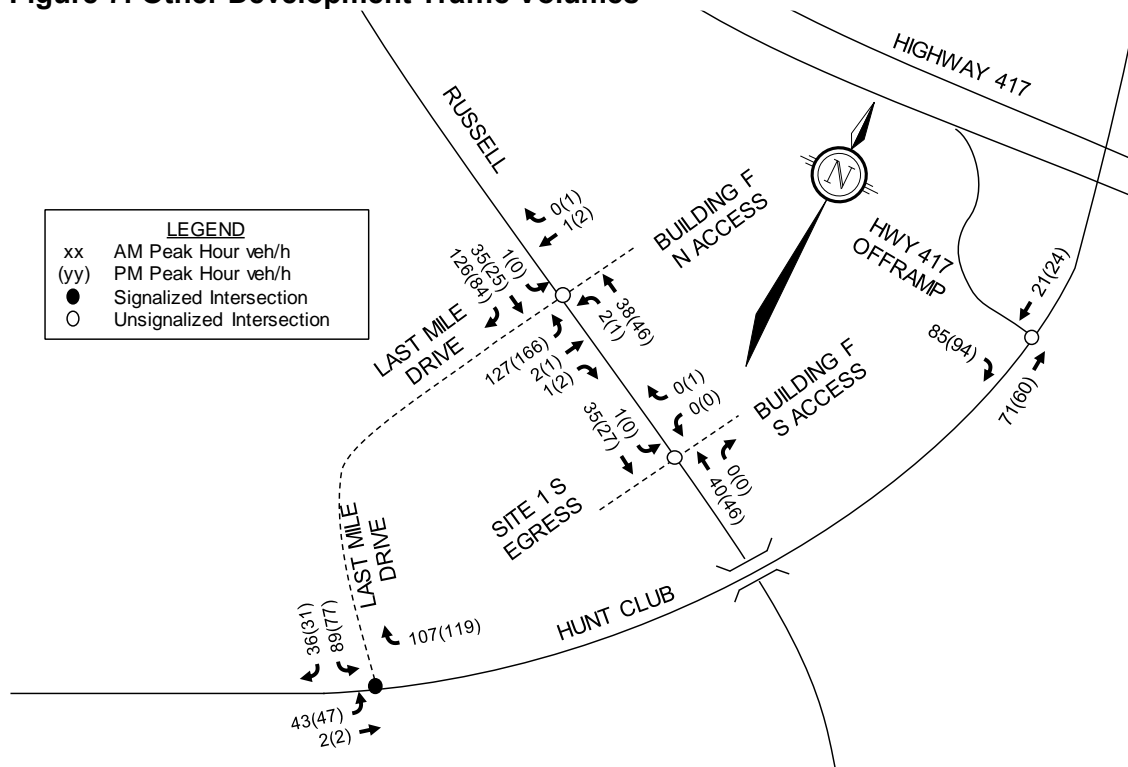 Figure 7: Other Development Traffic Volumes
HIGHWAY 417
RUSSELL
N
LEGEND
xx AM Peak Hour veh/h
(yy) PM Peak Hour veh/h
Signalized Intersection
Unsignalized Intersection
BUILDING F
N ACCESS
HWY 417
OFFRAMP
0(1)
1(2)
1(0)
35(25)
126(84)
LAST MILE
DRIVE
38(46)
2(1)
127(166)
2(1)
1(2)
21(24)
85(94)
71(60)
0(1)
0(0)
BUILDING F
S ACCESS
1(0)
35(27)
0(0)
40(46)
SITE 1 S
EGRESS
LAST MILE
DRIVE
HUNT CLUB
36(31)
89(77)
107(119)
43(47)
2(2)